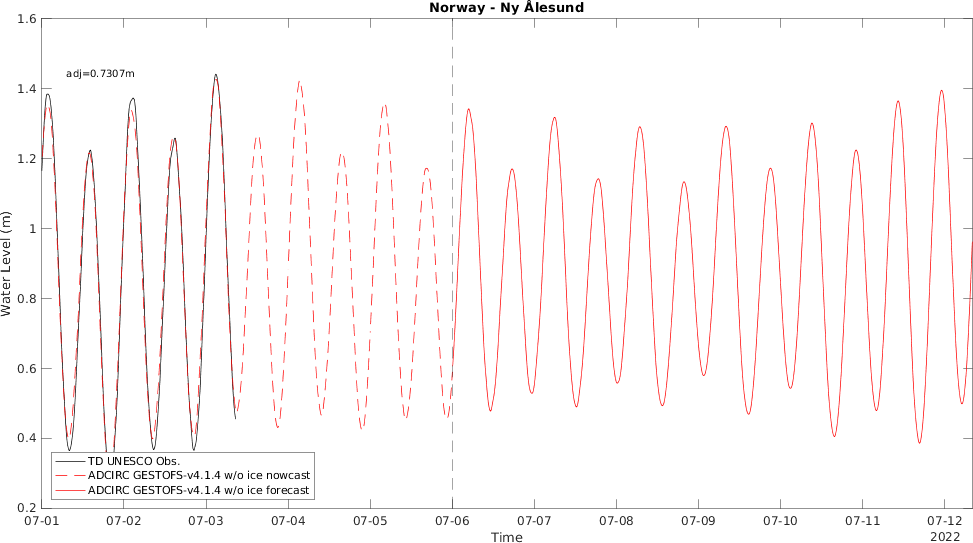 Norway - Ny Ålesund
1.6
1.4
1.2
1
0.8
0.6
0.4
0.2
Water Level (m)
adj=0.7307m
TD UNESCO Obs.
ADCIRC GESTOFS-v4.1.4 w/o ice nowcast
ADCIRC GESTOFS-v4.1.4 w/o ice forecast
07-01 07-02 07-03 07-04 07-05 07-06 07-07 07-08 07-09 07-10 07-11 07-12
Time
2022